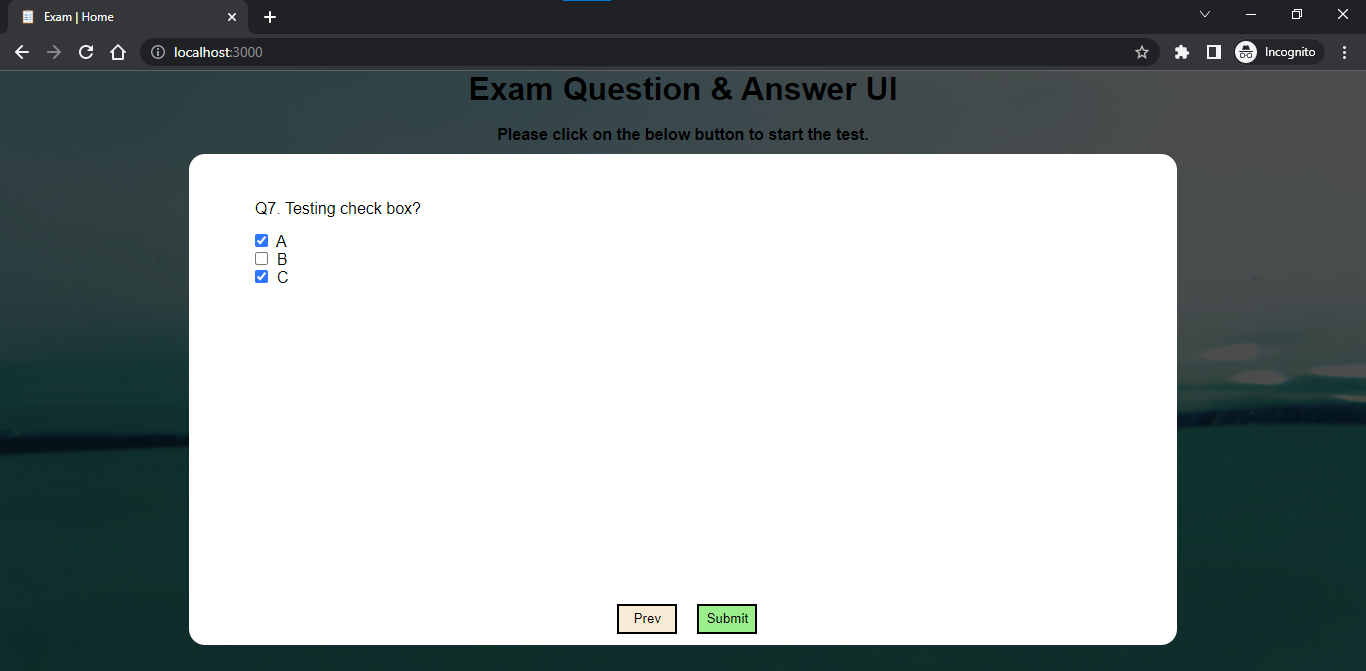 Exam | Home
localhost:3000
Incognito
Exam Question & Answer UI
Please click on the below button to start the test.
Q7. Testing check box?
A
B
C
Prev
Submit